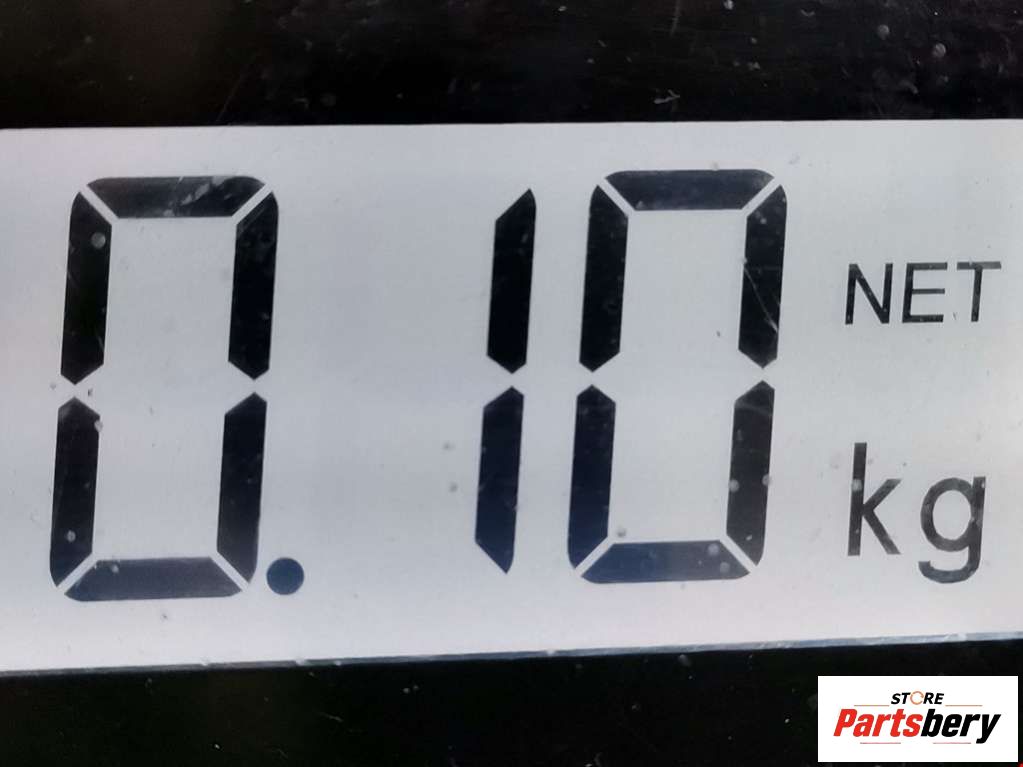 0.10
NET
kg
STORE
Partsbery